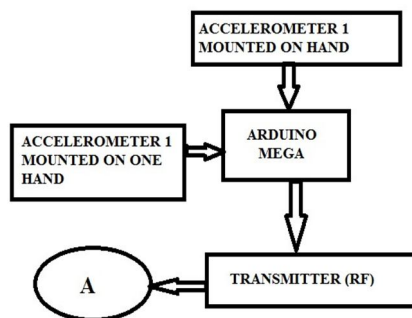 ACCELEROMETER 1
MOUNTED ON HAND
ARDUINO
MEGA
ACCELEROMETER 1
MOUNTED ON ONE
HAND
TRANSMITTER (RF)
A